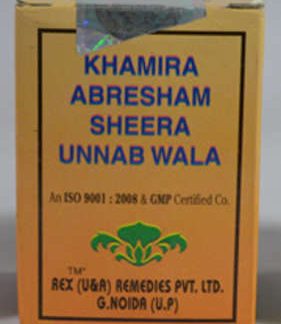 KHAMIRA
ABRESHAM
SHEERA
UNNAB WALA
An ISO 9001 : 2008 & GMP Certified Co.
TM
REX (U&A) REMEDIES PVT. LTD.
G.NOIDA (U.P)